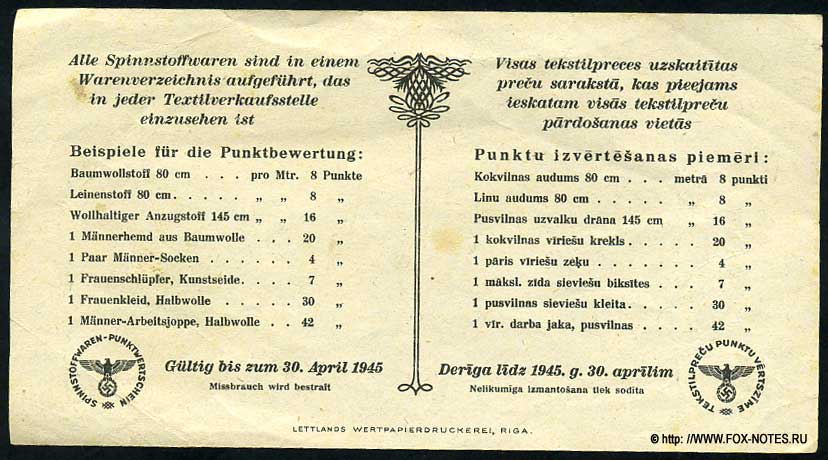 Alle Spinnstoffwaren sind in einem
Warenverzeichnis aufgeführt, das
in jeder Textilverkaufsstelle
einzusehen ist
Beispiele für die Punktbewertung:
Baumwollstoff 80 cm . . . pro Mtr. 8 Punkte
Leinenstoff 80 cm . . . . . „ „ 8 „
Wollhaltiger Anzugstoff 145 cm „ „ 16 „
1 Männerhemd aus Baumwolle . . . 20 „
1 Paar Männer-Socken . . . . . . 4 „
1 Frauenschlüpfer, Kunstseide . . . . 7 „
1 Frauenkleid, Halbwolle . . . . . 30 „
1 Männer-Arbeitsjoppe, Halbwolle . . 42 „
SPINNSTOFFWAREN-PUNKTWERTSCHEIN
Gültig bis zum 30. April 1945
Missbrauch wird bestraft
Visas tekstilpreces uzskaitītas
preču sarakstā, kas pieejams
ieskatam visās tekstilpreču
pārdošanas vietās
Punktu izvērtēšanas piemēri:
Kokvilnas audums 80 cm . . . . metrā 8 punkti
Linu audums 80 cm . . . . . „ 8 „
Pusvilnas uzvalku drāna 145 cm „ 16 „
1 kokvilnas vīriešu krekls . . . . . 20 „
1 pāris vīriešu zeķu . . . . . . . 4 „
1 māksl. zīda sieviešu biksītes . . . 7 „
1 pusvilnas sieviešu kleita . . . . . 30 „
1 vīr. darba jaka, pusvilnas . . . . 42 „
Derīga līdz 1945. g. 30. aprīlim
Nelikumīga izmantošana tiek sodīta
TEKSTILPREČU PUNKTU VĒRTSZĪME
LETTLANDS WERTPAPIERDRUCKEREI, RIGA.
© http: //WWW.FOX-NOTES.RU